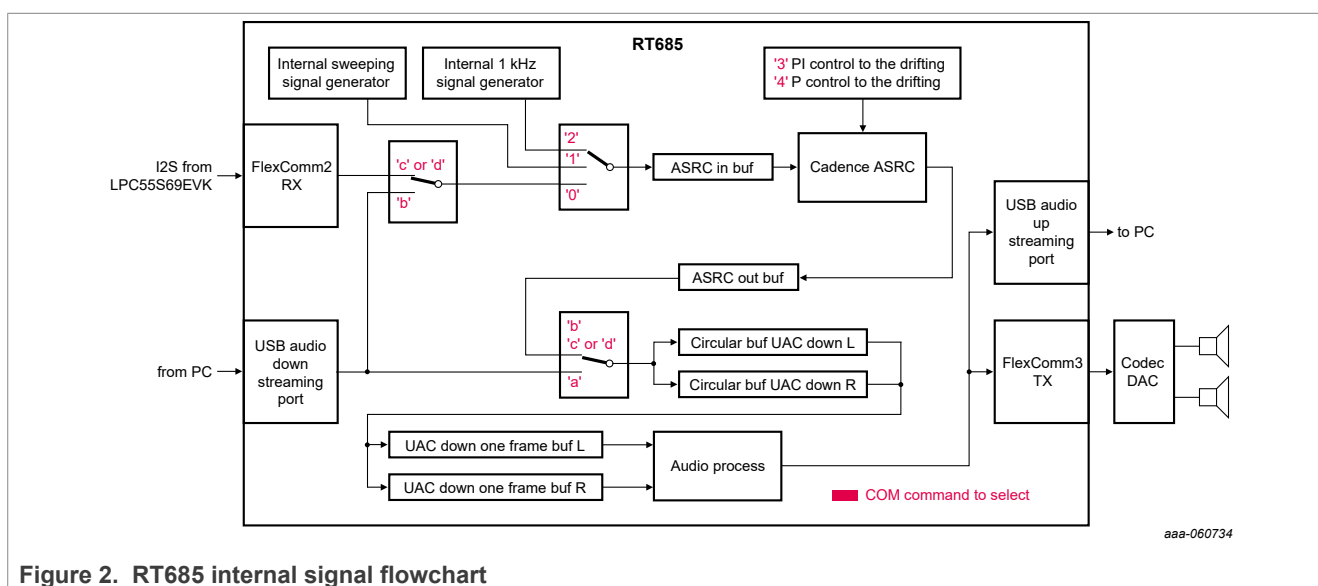 RT685
Internal sweeping
signal generator
Internal 1 kHz
signal generator
'3' PI control to the drifting
'4' P control to the drifting
I2S from
LPC55S69EVK
FlexComm2
RX
'c' or 'd'
'b'
'2'
'1'
'0'
ASRC in buf
Cadence ASRC
USB audio
up
streaming
port
to PC
ASRC out buf
from PC
USB audio
down
streaming
port
'b'
'c' or 'd'
'a'
Circular buf UAC down L
Circular buf UAC down R
FlexComm3
TX
Codec
DAC
UAC down one frame buf L
UAC down one frame buf R
Audio process
COM command to select
aaa-060734
Figure 2. RT685 internal signal flowchart